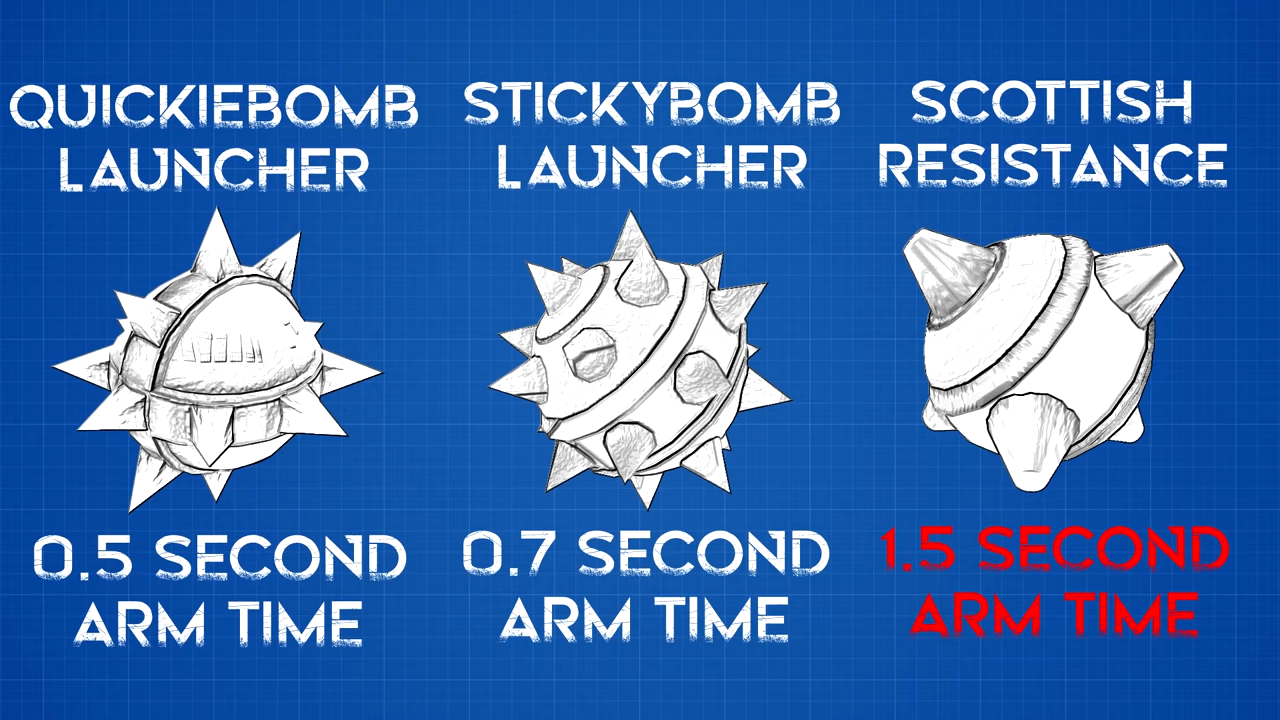 QUICKIEBOMB
LAUNCHER
0.5 SECOND
ARM TIME
STICKYBOMB
LAUNCHER
0.7 SECOND
ARM TIME
SCOTTISH
RESISTANCE
1.5 SECOND
ARM TIME